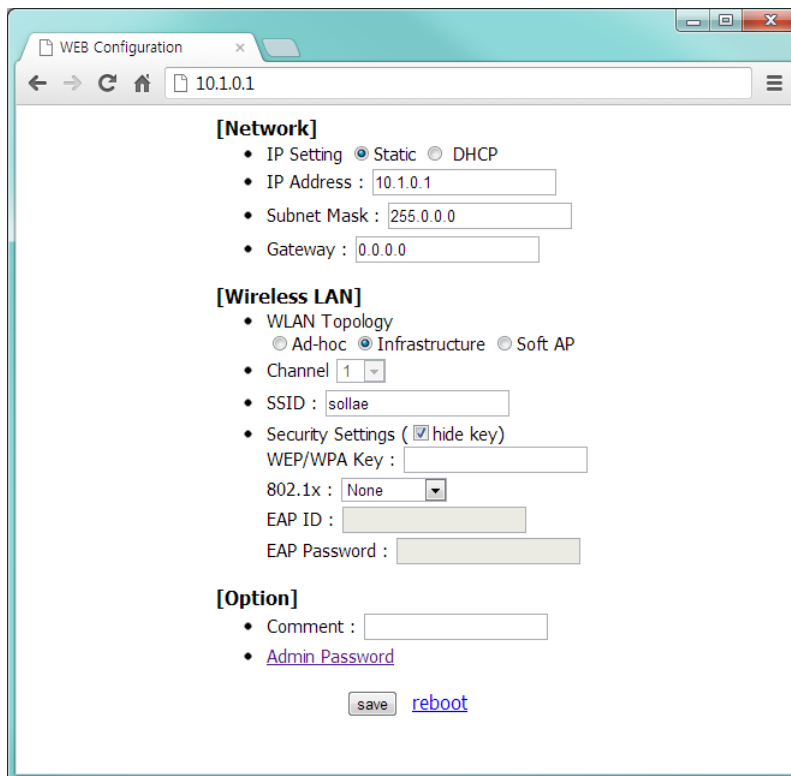 WEB Configuration
10.1.0.1
[Network]
IP Setting Static DHCP
IP Address : 10.1.0.1
Subnet Mask : 255.0.0.0
Gateway : 0.0.0.0
[Wireless LAN]
WLAN Topology
Ad-hoc Infrastructure Soft AP
Channel 1
SSID : sollae
Security Settings ( hide key)
WEP/WPA Key :
802.1x : None
EAP ID :
EAP Password :
[Option]
Comment :
Admin Password
save reboot